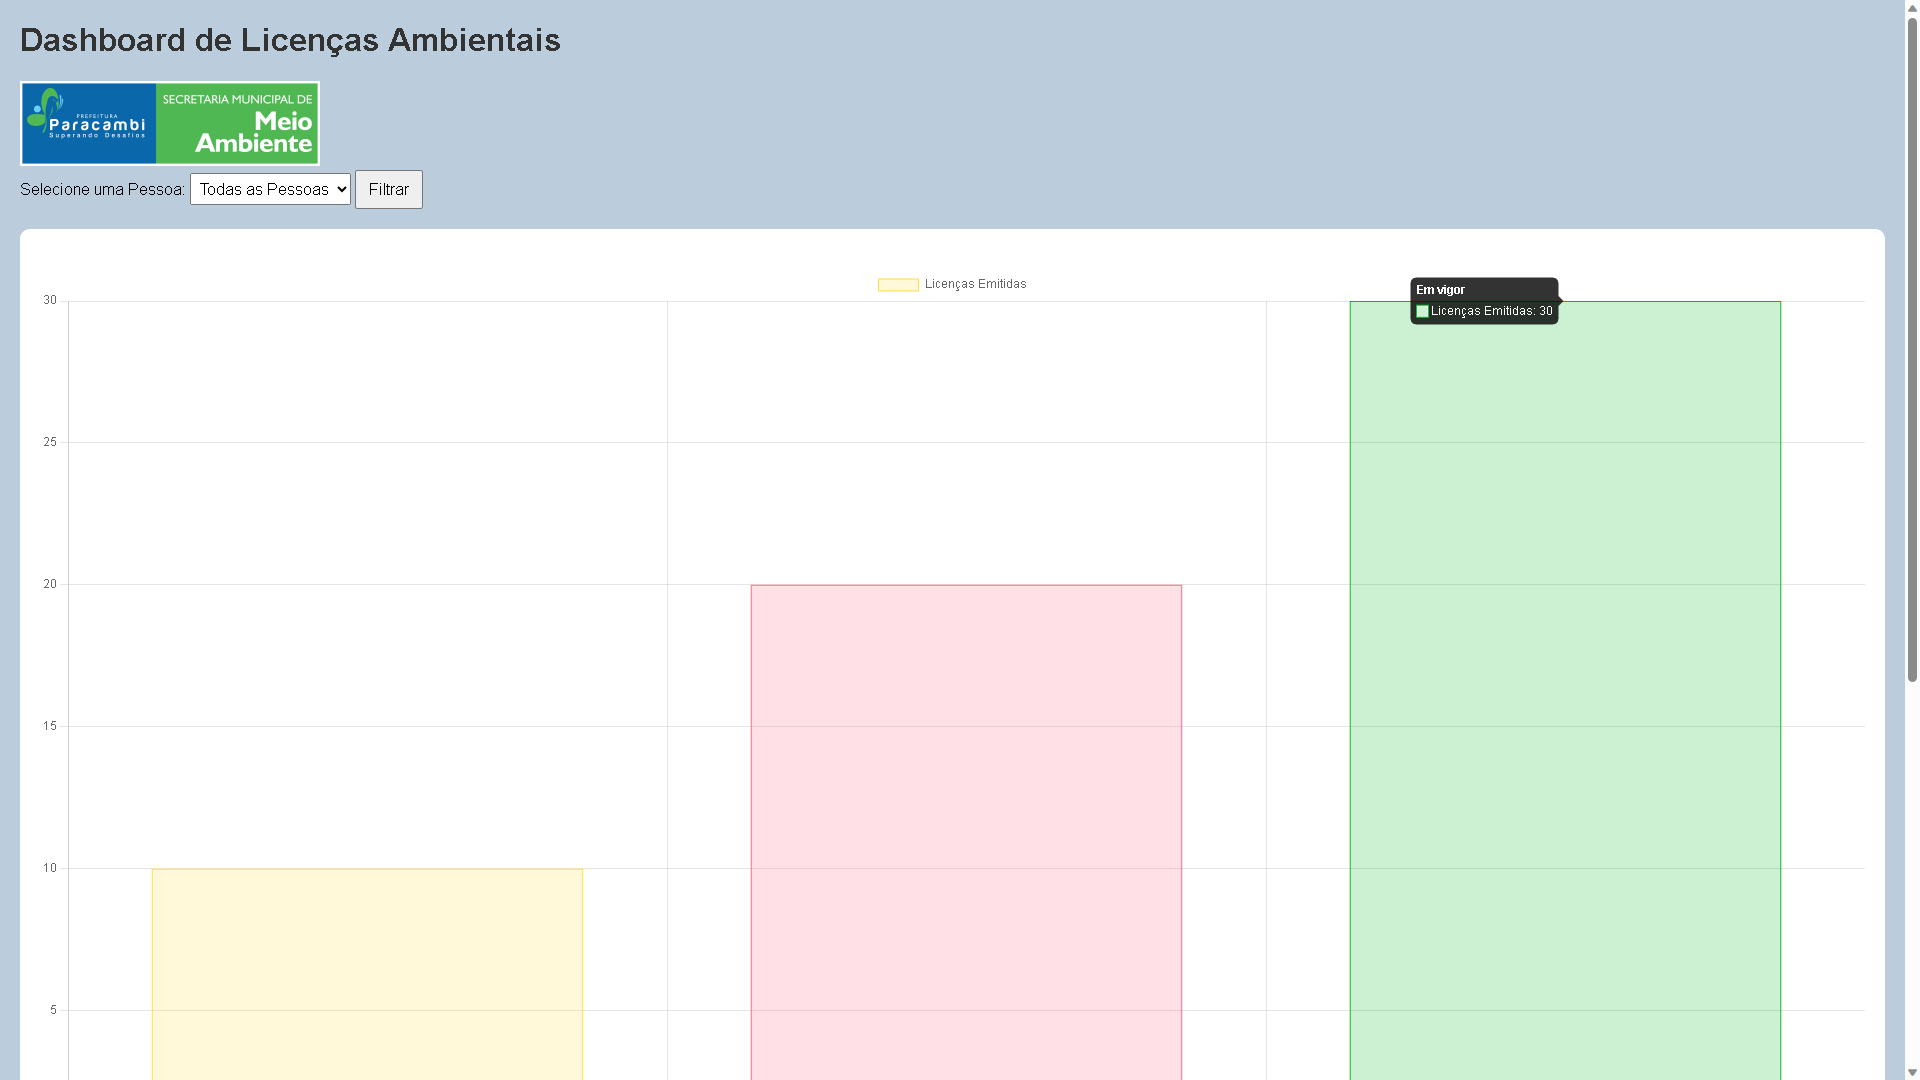 Dashboard de Licenças Ambientais
PREFEITURA
Paracambi
Superando Desafios
SECRETARIA MUNICIPAL DE
Meio
Ambiente
Selecione uma Pessoa: Todas as Pessoas Filtrar
Licenças Emitidas
Em vigor
Licenças Emitidas: 30
30
25
20
15
10
5